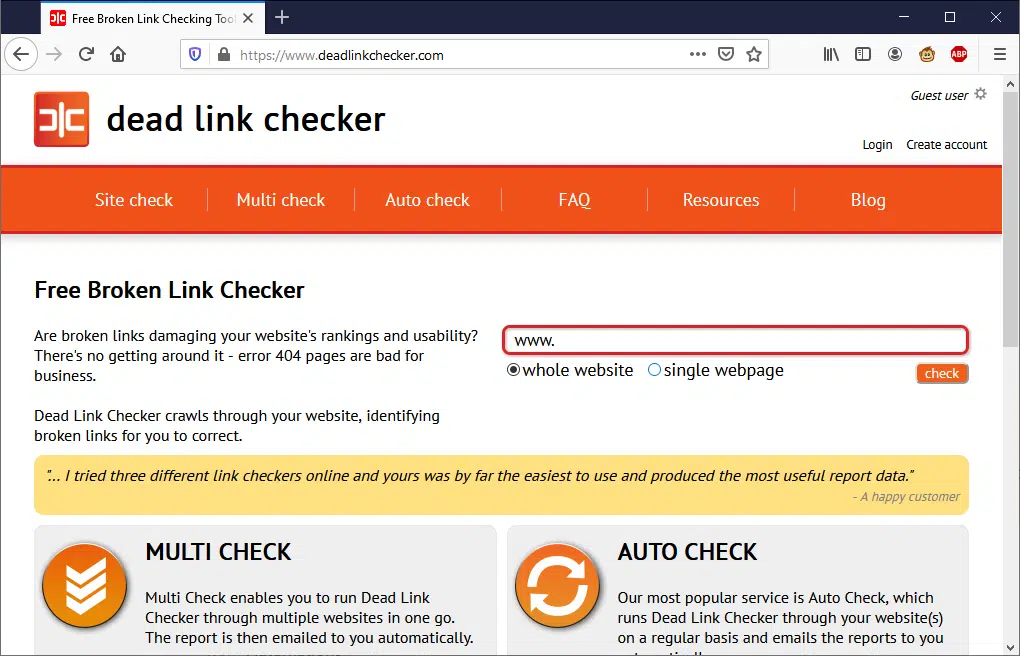 Free Broken Link Checking Tool
https://www.deadlinkchecker.com
ABP
Guest user
dead link checker
Login Create account
Site check Multi check Auto check FAQ Resources Blog
Free Broken Link Checker
Are broken links damaging your website's rankings and usability?
There's no getting around it - error 404 pages are bad for
business.
Dead Link Checker crawls through your website, identifying
broken links for you to correct.
www.
whole website single webpage
check
"... I tried three different link checkers online and yours was by far the easiest to use and produced the most useful report data."
- A happy customer
MULTI CHECK
Multi Check enables you to run Dead Link
Checker through multiple websites in one go.
The report is then emailed to you automatically.
AUTO CHECK
Our most popular service is Auto Check, which
runs Dead Link Checker through your website(s)
on a regular basis and emails the reports to you